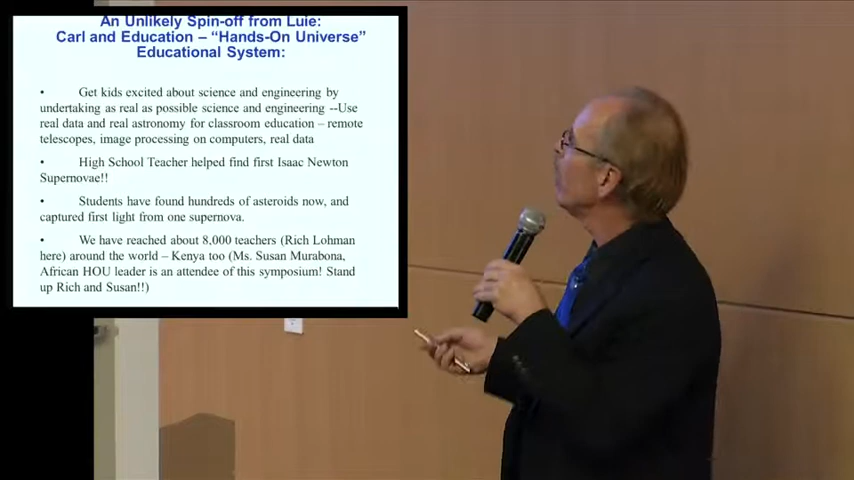 An Unlikely Spin-off from Luie:
Carl and Education – “Hands-On Universe”
Educational System:
• Get kids excited about science and engineering by
undertaking as real as possible science and engineering --Use
real data and real astronomy for classroom education – remote
telescopes, image processing on computers, real data
• High School Teacher helped find first Isaac Newton
Supernovae!!
• Students have found hundreds of asteroids now, and
captured first light from one supernova.
• We have reached about 8,000 teachers (Rich Lohman
here) around the world – Kenya too (Ms. Susan Murabona,
African HOU leader is an attendee of this symposium! Stand
up Rich and Susan!!)